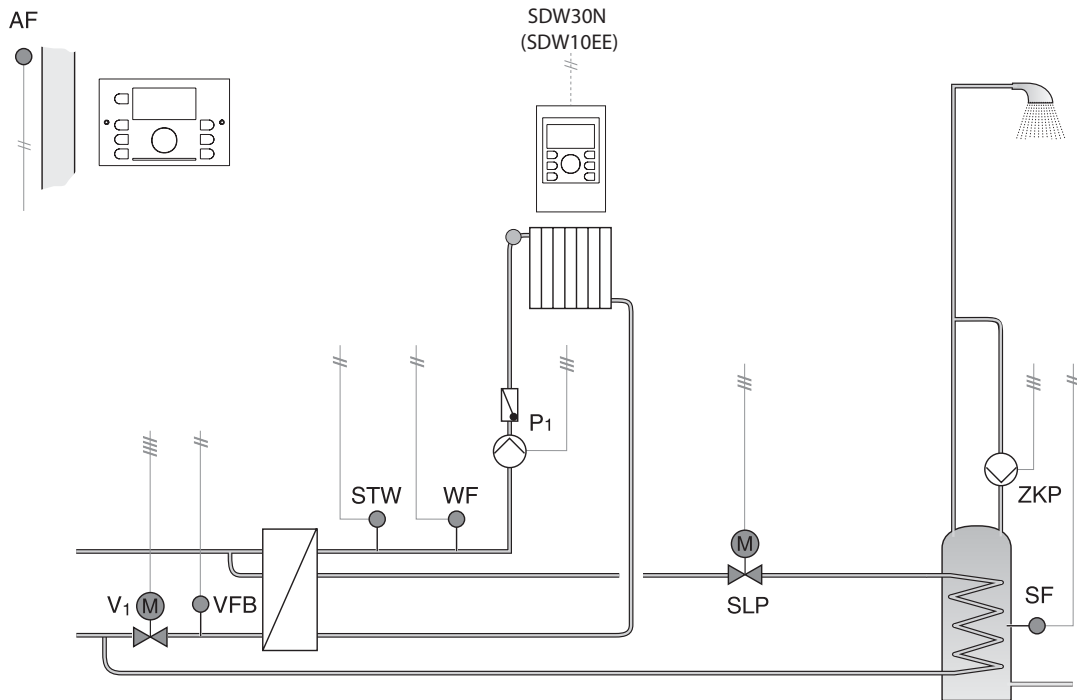 AF
SDW30N
(SDW10EE)
P1
STW
WF
ZKP
M
V1
M
VFB
SLP
SF